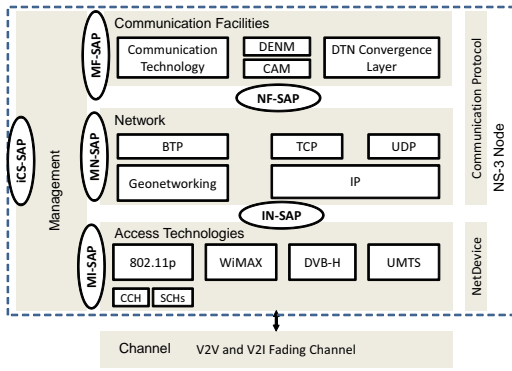 Communication Facilities
MF-SAP
Communication
Technology
DENM
CAM
DTN Convergence
Layer
NF-SAP
Network
MN-SAP
BTP
TCP
UDP
Geonetworking
IP
IN-SAP
iCS-SAP
Management
Access Technologies
MI-SAP
802.11p
WiMAX
DVB-H
UMTS
CCH
SCHs
Communication Protocol
NetDevice
NS-3 Node
Channel V2V and V2I Fading Channel